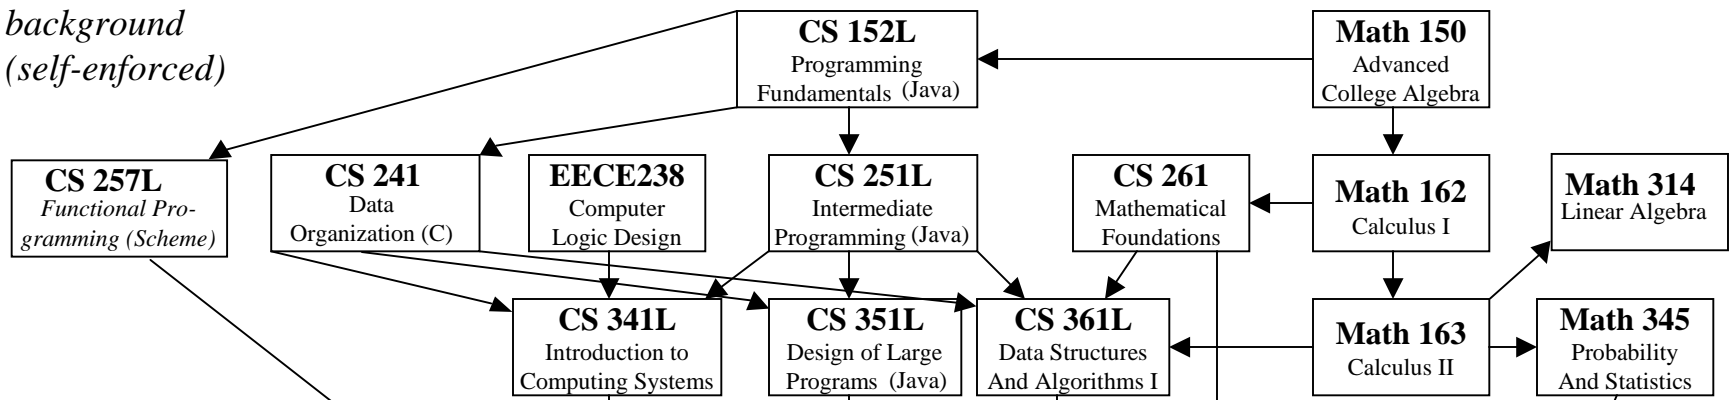 background
(self-enforced)
CS 152L
Programming
Fundamentals (Java)
Math 150
Advanced
College Algebra
CS 257L
Functional Pro-
gramming (Scheme)
CS 241
Data
Organization (C)
EECE238
Computer
Logic Design
CS 251L
Intermediate
Programming (Java)
CS 261
Mathematical
Foundations
Math 162
Calculus I
Math 314
Linear Algebra
CS 341L
Introduction to
Computing Systems
CS 351L
Design of Large
Programs (Java)
CS 361L
Data Structures
And Algorithms I
Math 163
Calculus II
Math 345
Probability
And Statistics